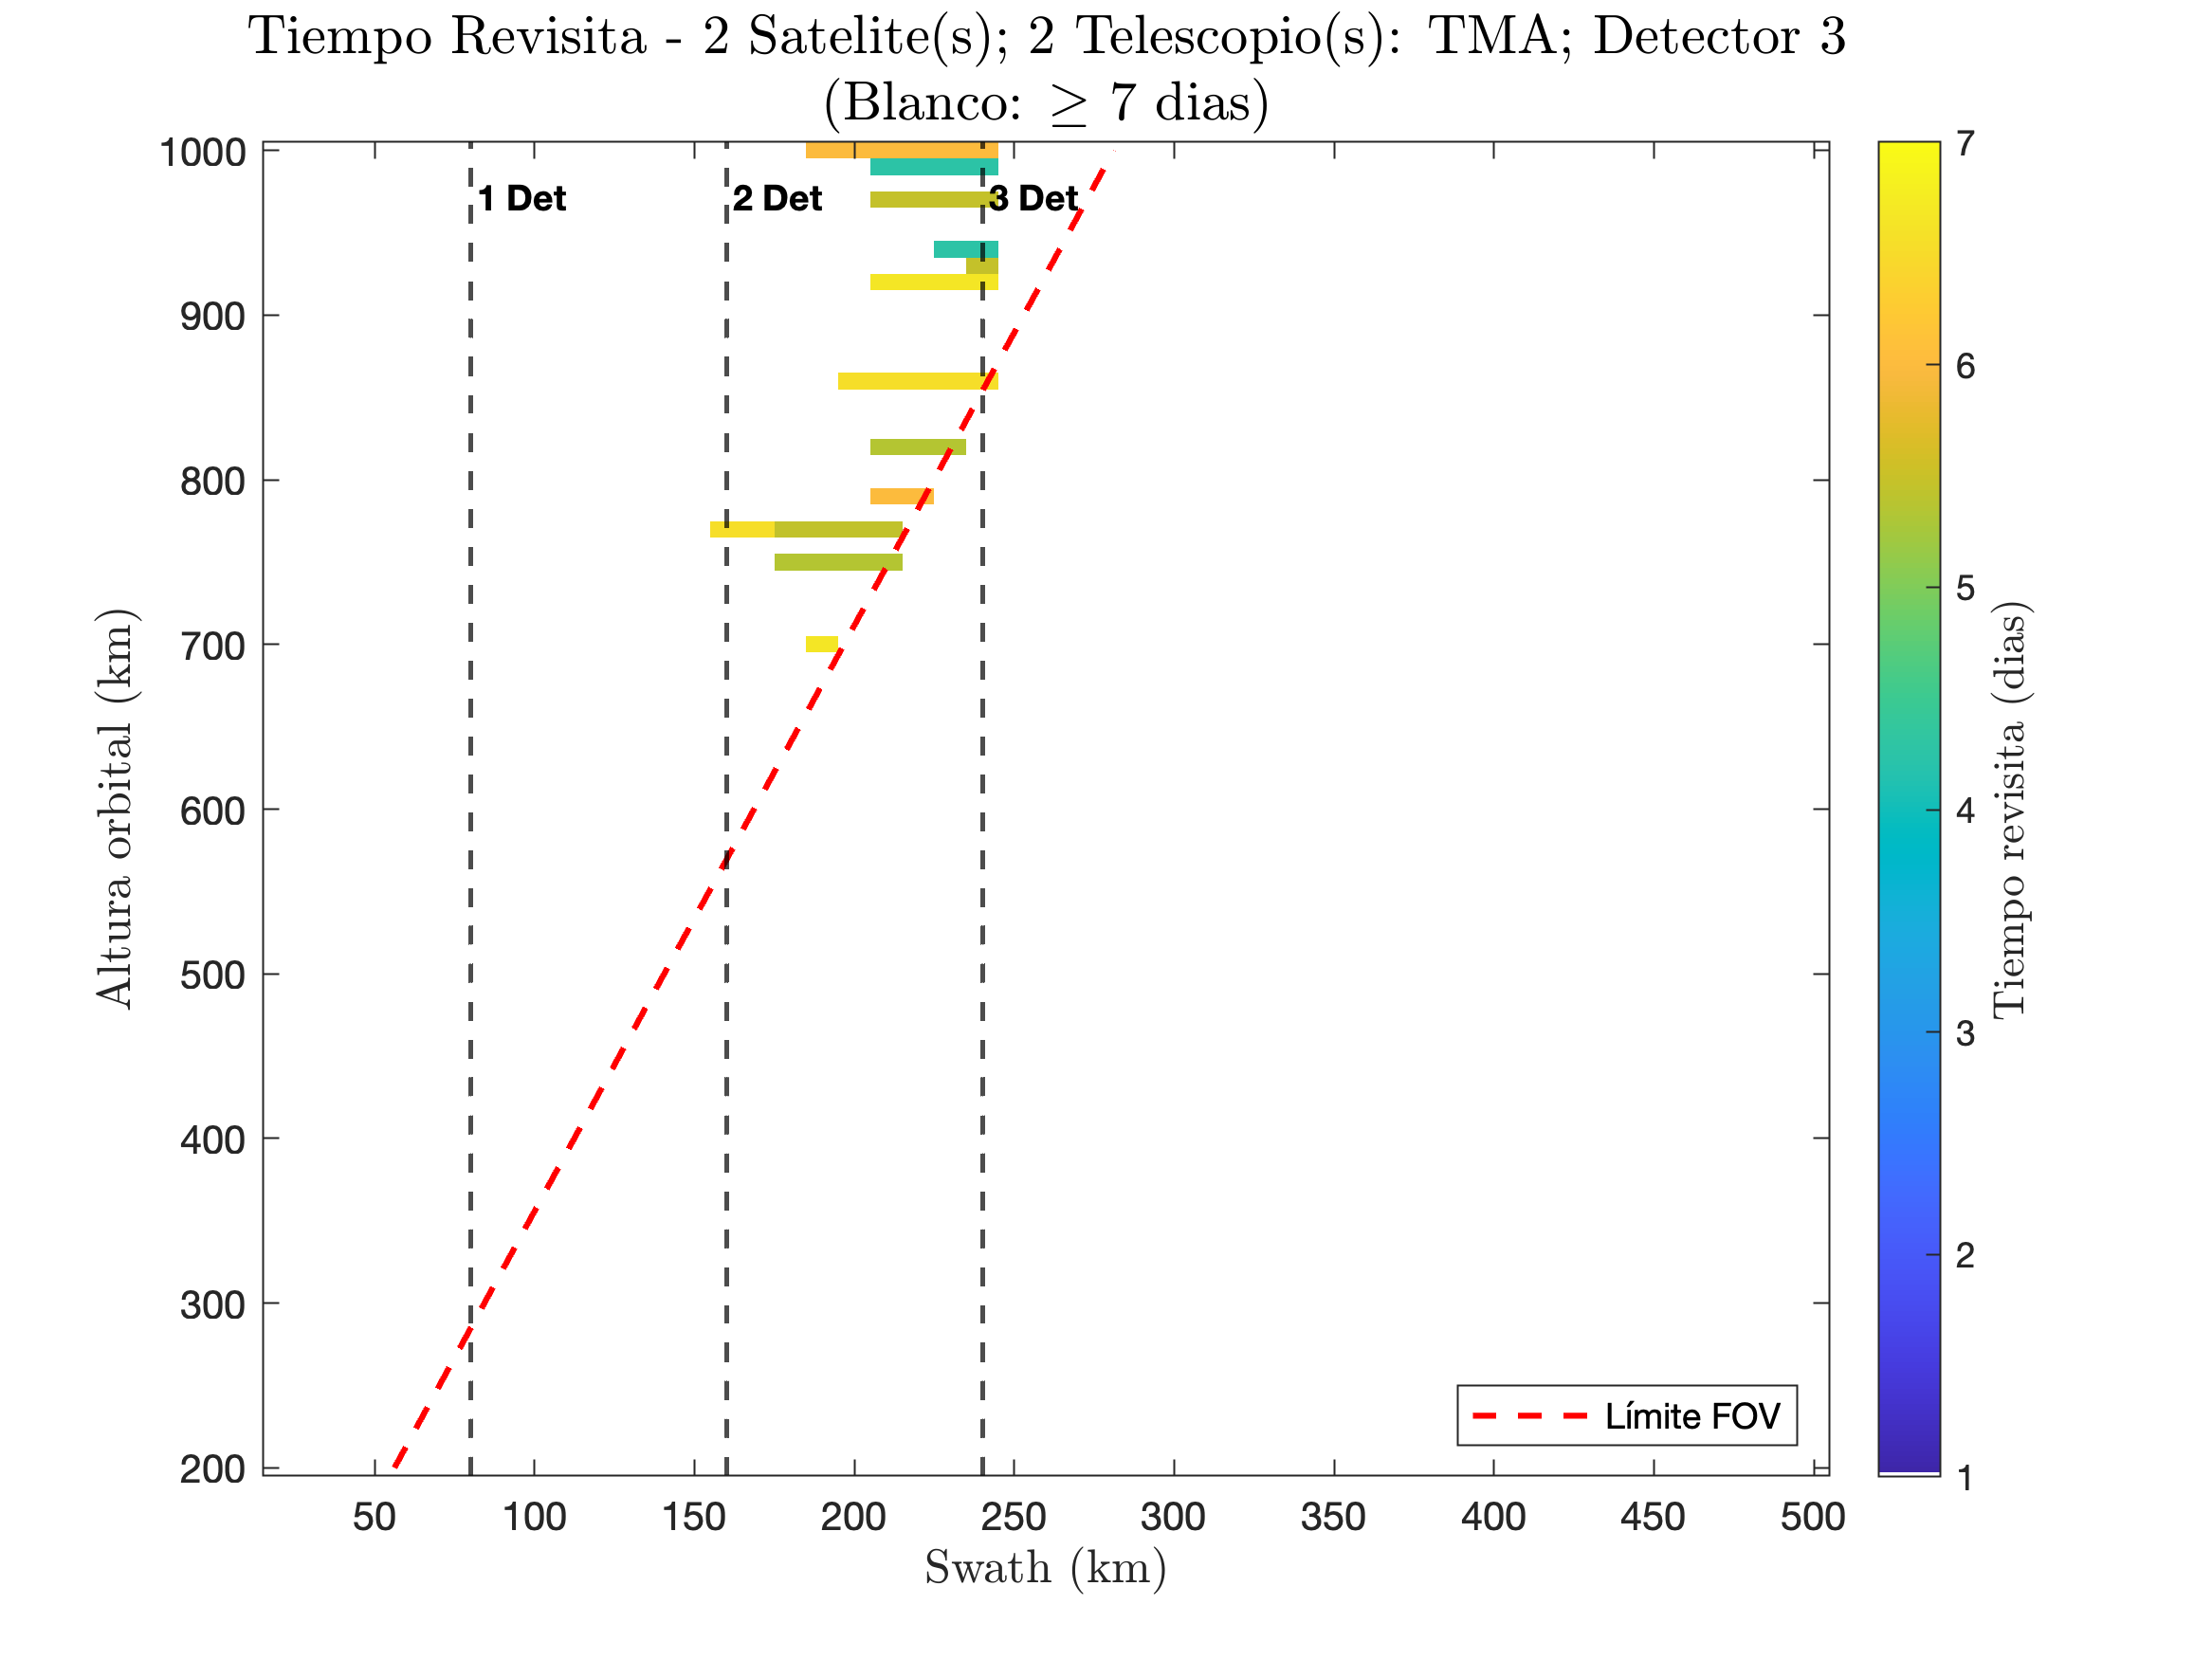 Tiempo Revisita - 2 Satelite(s); 2 Telescopio(s): TMA; Detector 3
(Blanco: ≥ 7 dias)
1000
900
800
700
600
500
400
300
200
Altura orbital (km)
1 Det
2 Det
3 Det
Límite FOV
50 100 150 200 250 300 350 400 450 500
Swath (km)
7
6
5
4
3
2
1
Tiempo revisita (dias)